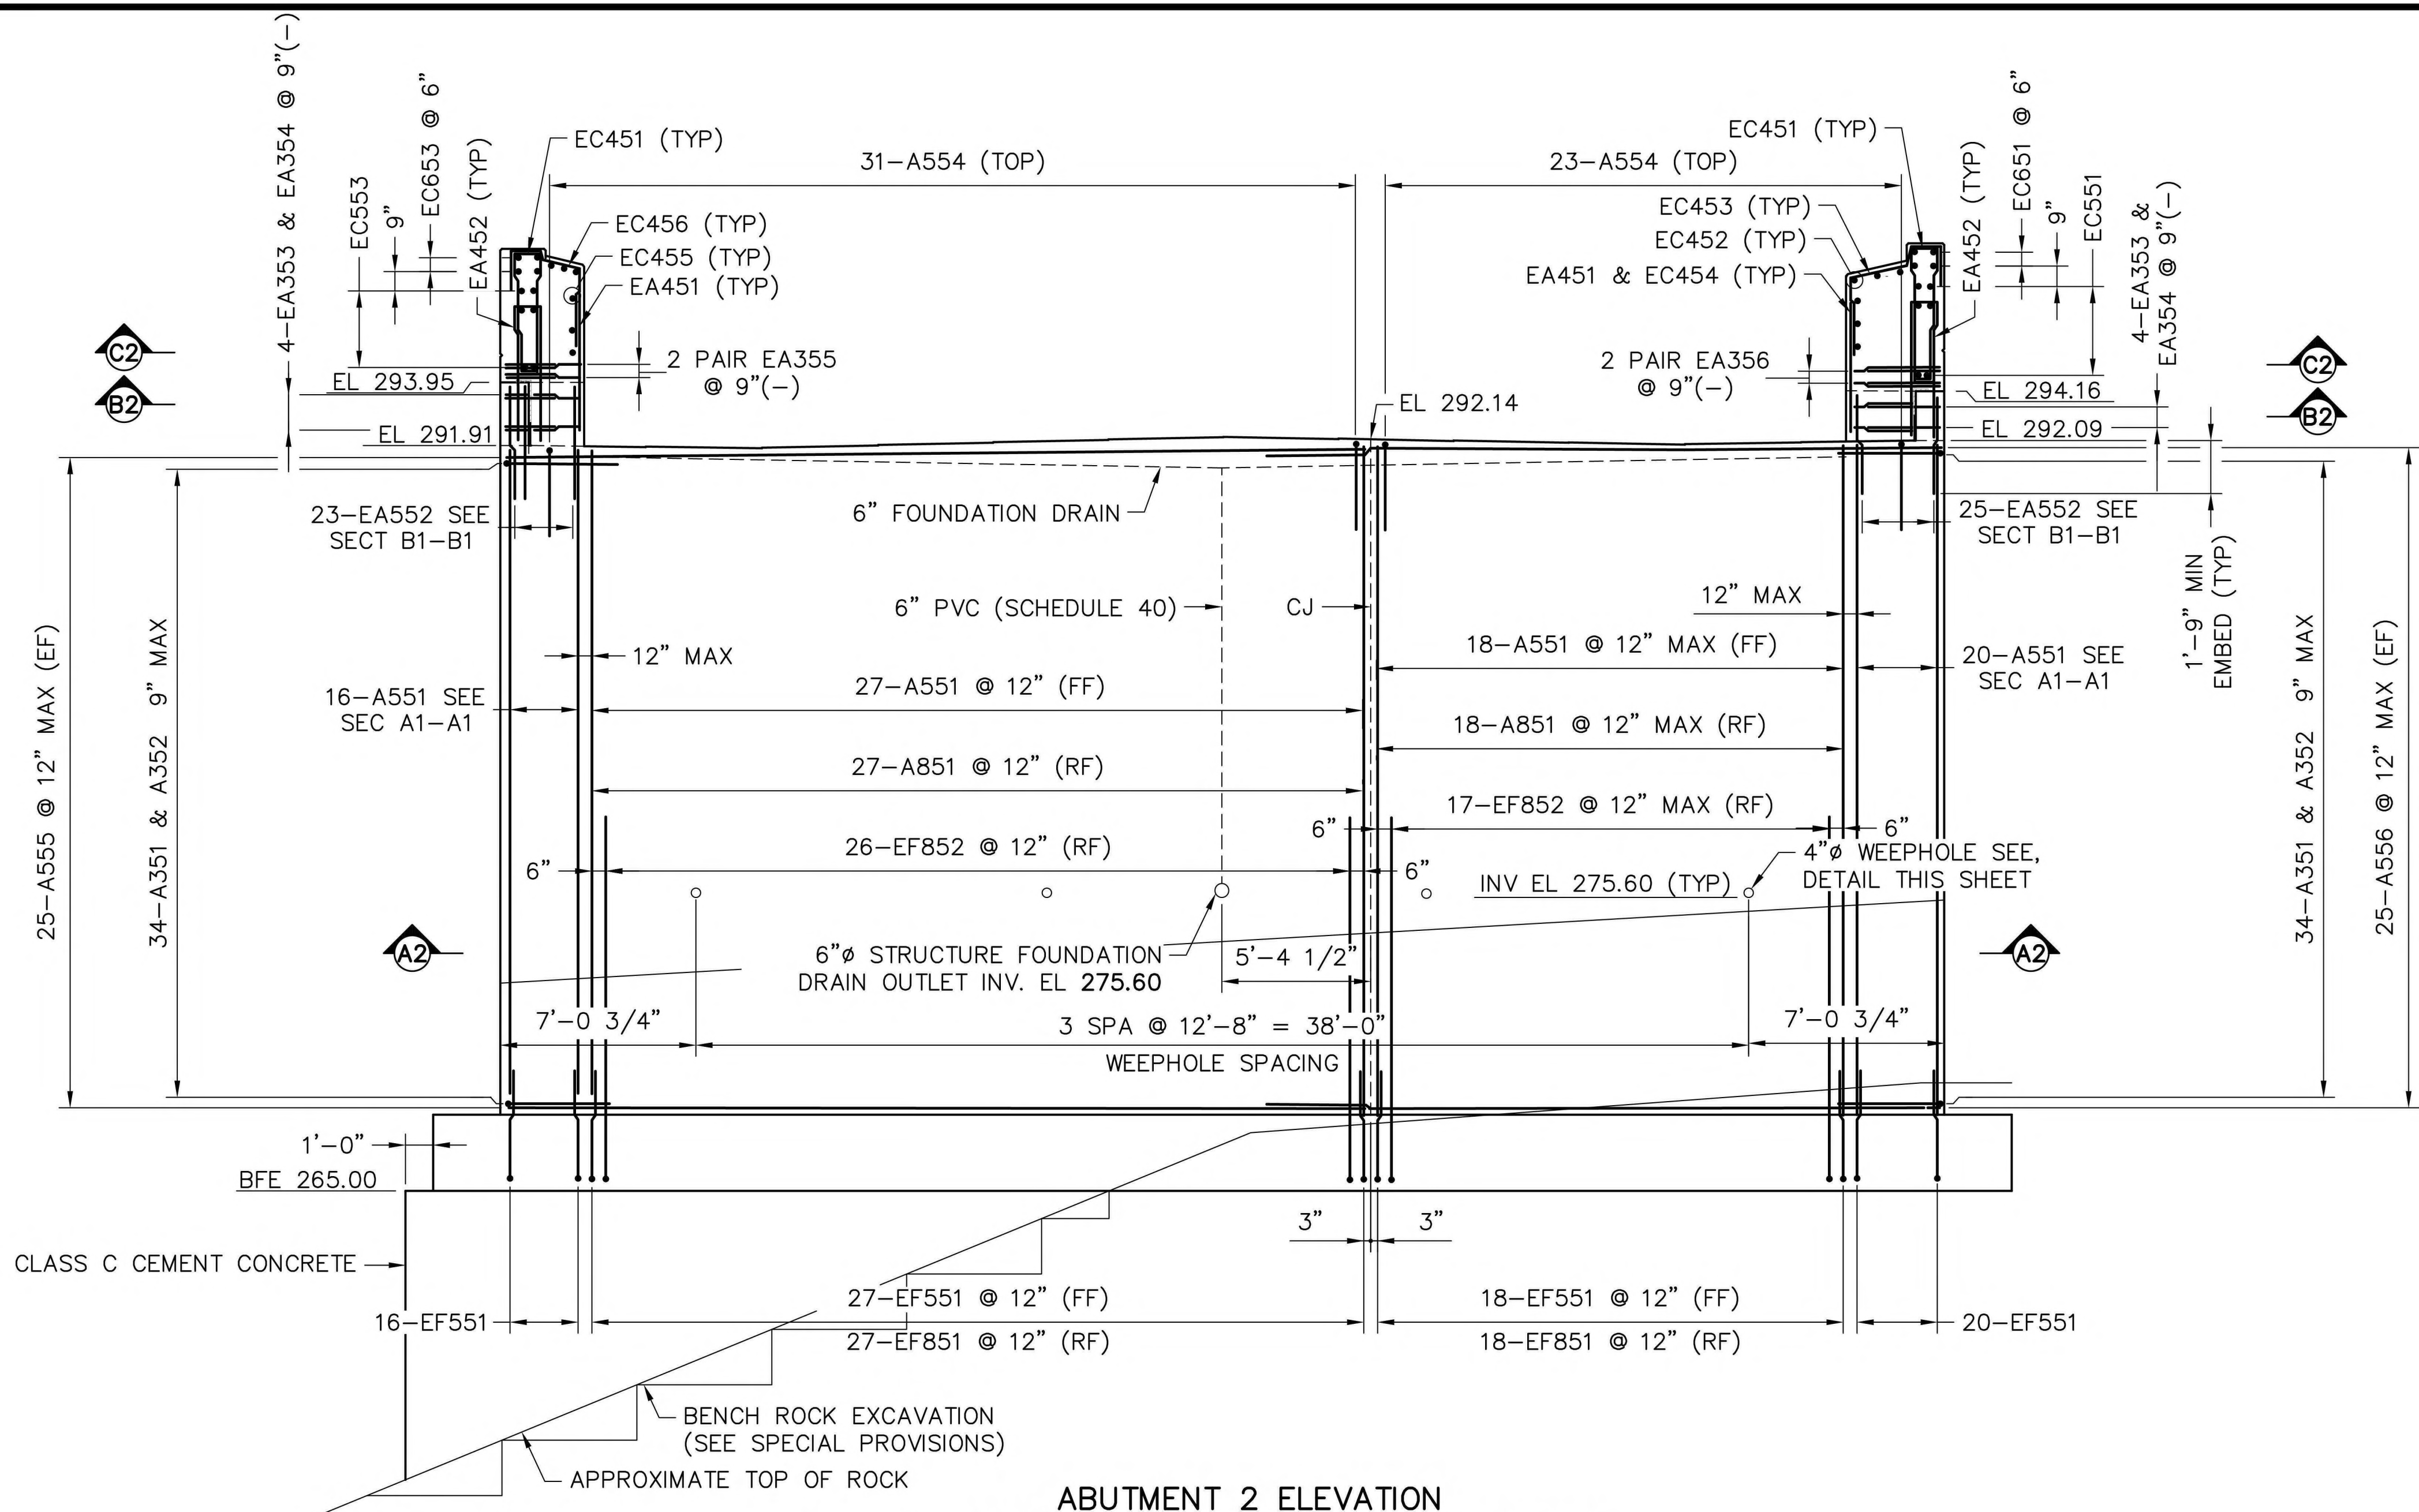 4-EA353 & EA354 @ 9"(-)
EC553
9"
EC653 @ 6"
EA452 (TYP)
EC451 (TYP)
31-A554 (TOP)
EC456 (TYP)
EC455 (TYP)
EA451 (TYP)
2 PAIR EA355
@ 9"(-)
23-A554 (TOP)
EC451 (TYP)
EC453 (TYP)
EC452 (TYP)
EA451 & EC454 (TYP)
2 PAIR EA356
@ 9"(-)
EA452 (TYP)
EC651 @ 6"
9"
EC551
4-EA353 &
EA354 @ 9"(-)
C2
B2
C2
B2
EL 293.95
EL 291.91
EL 292.14
EL 294.16
EL 292.09
23-EA552 SEE
SECT B1-B1
6" FOUNDATION DRAIN
25-EA552 SEE
SECT B1-B1
1'-9" MIN
EMBED (TYP)
6" PVC (SCHEDULE 40)
CJ
12" MAX
12" MAX
25-A555 @ 12" MAX (EF)
34-A351 & A352 9" MAX
16-A551 SEE
SEC A1-A1
27-A551 @ 12" (FF)
27-A851 @ 12" (RF)
26-EF852 @ 12" (RF)
6"
6"
18-A551 @ 12" MAX (FF)
18-A851 @ 12" MAX (RF)
17-EF852 @ 12" MAX (RF)
6"
6"
20-A551 SEE
SEC A1-A1
34-A351 & A352 9" MAX
25-A556 @ 12" MAX (EF)
INV EL 275.60 (TYP)
4"ø WEEPHOLE SEE,
DETAIL THIS SHEET
A2
A2
6"ø STRUCTURE FOUNDATION
DRAIN OUTLET INV. EL 275.60
5'-4 1/2"
7'-0 3/4"
3 SPA @ 12'-8" = 38'-0"
WEEPHOLE SPACING
7'-0 3/4"
1'-0"
BFE 265.00
3"
3"
CLASS C CEMENT CONCRETE
16-EF551
27-EF551 @ 12" (FF)
27-EF851 @ 12" (RF)
18-EF551 @ 12" (FF)
18-EF851 @ 12" (RF)
20-EF551
BENCH ROCK EXCAVATION
(SEE SPECIAL PROVISIONS)
APPROXIMATE TOP OF ROCK
ABUTMENT 2 ELEVATION